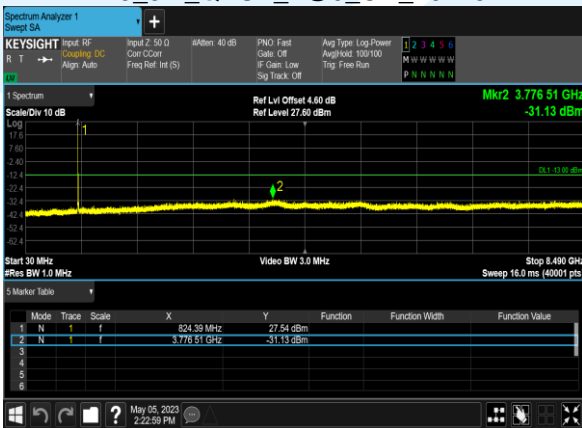 Spectrum Analyzer 1
Swept SA
+
KEYSIGHT
R T
LW
Input: RF
Coupling: DC
Align: Auto
Input Z: 50 Ω
Corr CCorr
Freq Ref: Int (S)
#Atten: 40 dB
PNO: Fast
Gate: Off
IF Gain: Low
Sig Track: Off
Avg Type: Log-Power
Avg|Hold: 100/100
Trig: Free Run
1 2 3 4 5 6
M W W W W W
P N N N N N
1 Spectrum
Scale/Div 10 dB
Ref Lvl Offset 4.60 dB
Ref Level 27.60 dBm
Mkr2 3.776 51 GHz
-31.13 dBm
Log
17.6
7.60
-2.40
-12.4
-22.4
-32.4
-42.4
-52.4
-62.4
1
2
DL1 -13.00 dBm
Start 30 MHz
#Res BW 1.0 MHz
Video BW 3.0 MHz
Stop 8.490 GHz
Sweep 16.0 ms (40001 pts
5 Marker Table
Mode Trace Scale X Y Function Function Width Function Value
1 N 1 f 824.39 MHz 27.54 dBm
2 N 1 f 3.776 51 GHz -31.13 dBm
3
4
5
6
?
May 05, 2023
2:22:59 PM